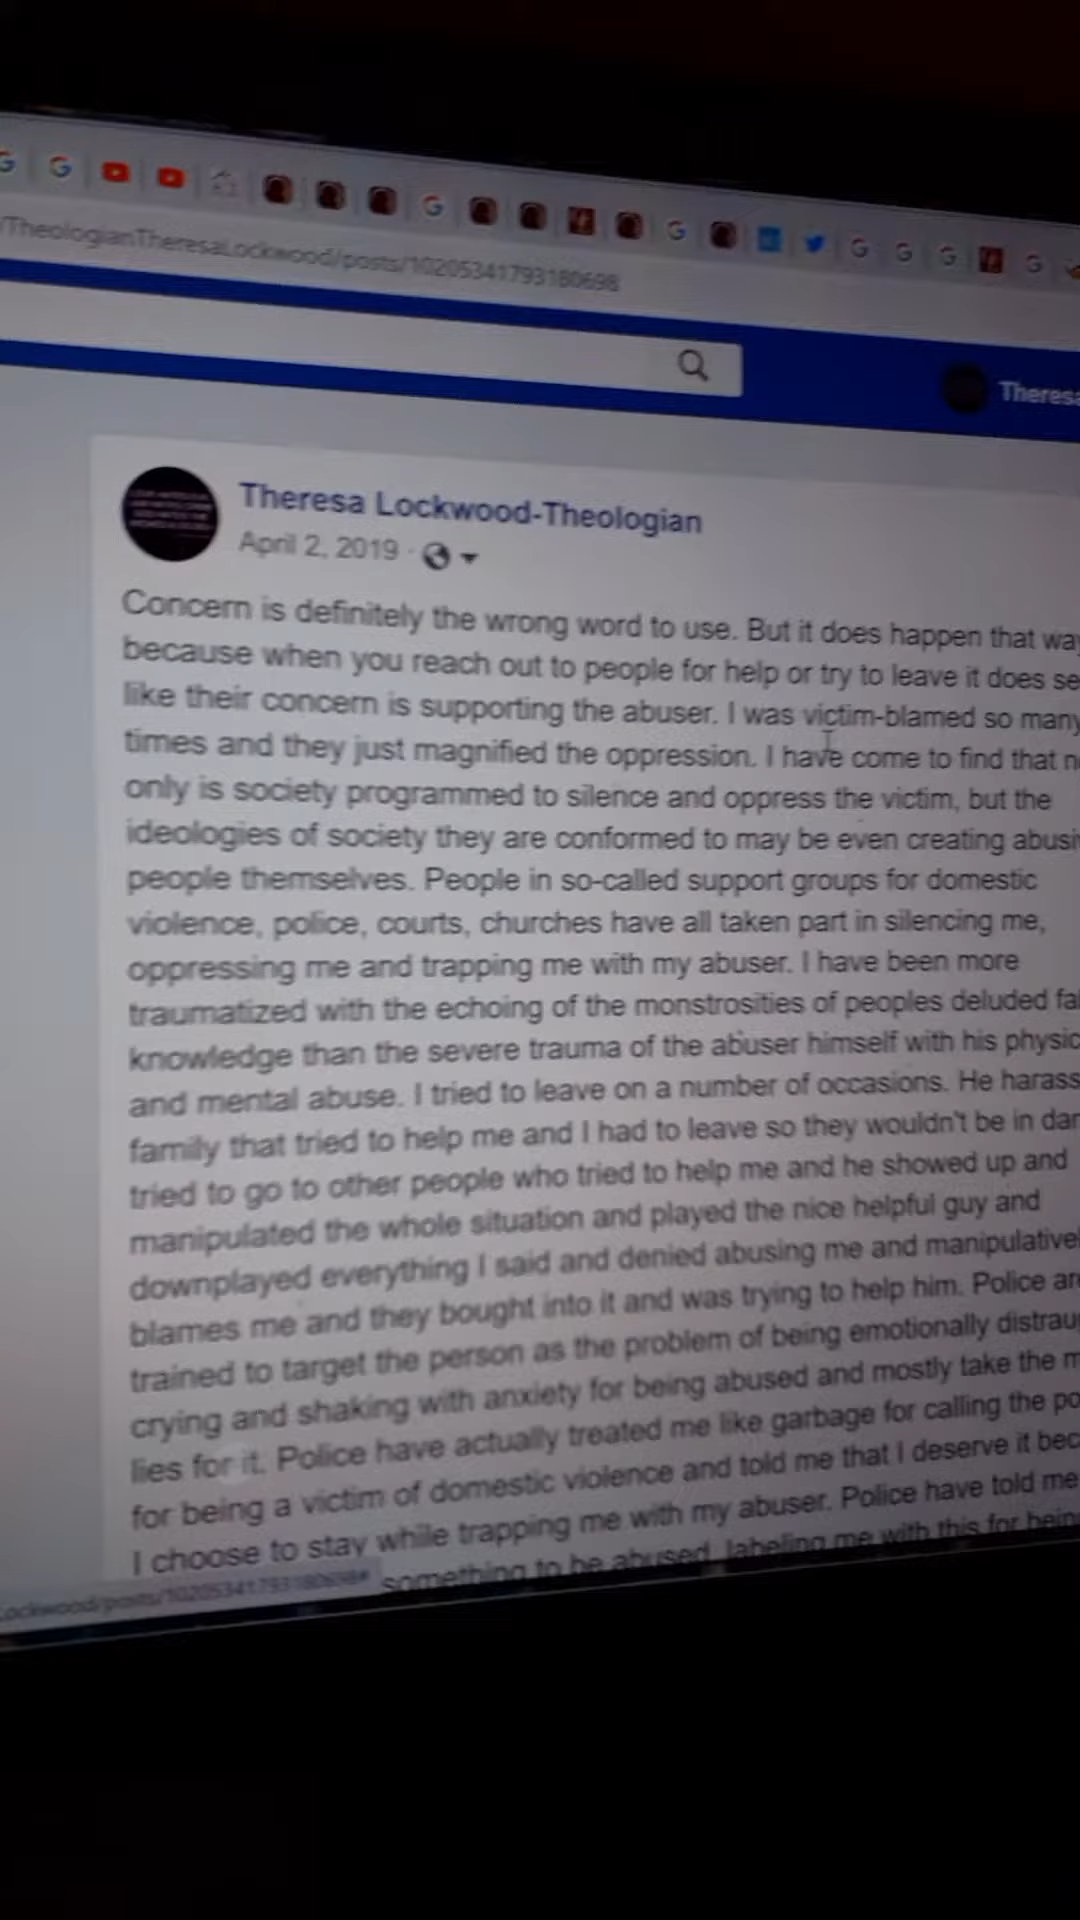 /TheologianTheresaLockwood/posts/10205341793180698
Theresa
Theresa Lockwood-Theologian
April 2, 2019
Concern is definitely the wrong word to use. But it does happen that
because when you reach out to people for help or try to leave it does
like their concern is supporting the abuser. I was victim-blamed so many
times and they just magnified the oppression. I have come to find that
only is society programmed to silence and oppress the victim, but the
ideologies of society they are conformed to may be even creating
people themselves. People in so-called support groups for domestic
violence, police, courts, churches have all taken part in silencing me,
oppressing me and trapping me with my abuser. I have been more
traumatized with the echoing of the monstrosities of peoples deluded
knowledge than the severe trauma of the abuser himself with his
and mental abuse. I tried to leave on a number of occasions. He
family that tried to help me and I had to leave so they wouldn't be in
tried to go to other people who tried to help me and he showed up and
manipulated the whole situation and played the nice helpful guy and
downplayed everything I said and denied abusing me and
blames me and they bought into it and was trying to help him. Police
trained to target the person as the problem of being emotionally
crying and shaking with anxiety for being abused and mostly take the
lies for it. Police have actually treated me like garbage for calling the
for being a victim of domestic violence and told me that I deserve it
I choose to stay while trapping me with my abuser. Police have told me
something to be abused, labeling me with this for